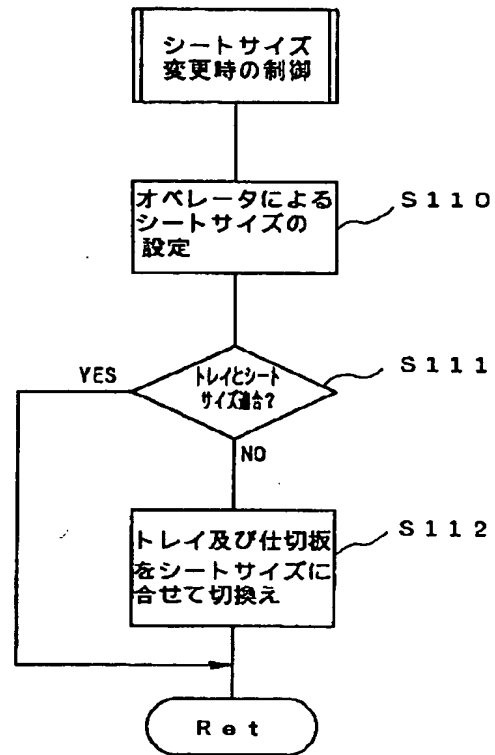 シートサイズ
変更時の制御
オペレータによる
シートサイズの
設定
S110
トレイとシート
サイズ適合?
S111
YES
NO
トレイ及び仕切板
をシートサイズに
合せて切換え
S112
Ret